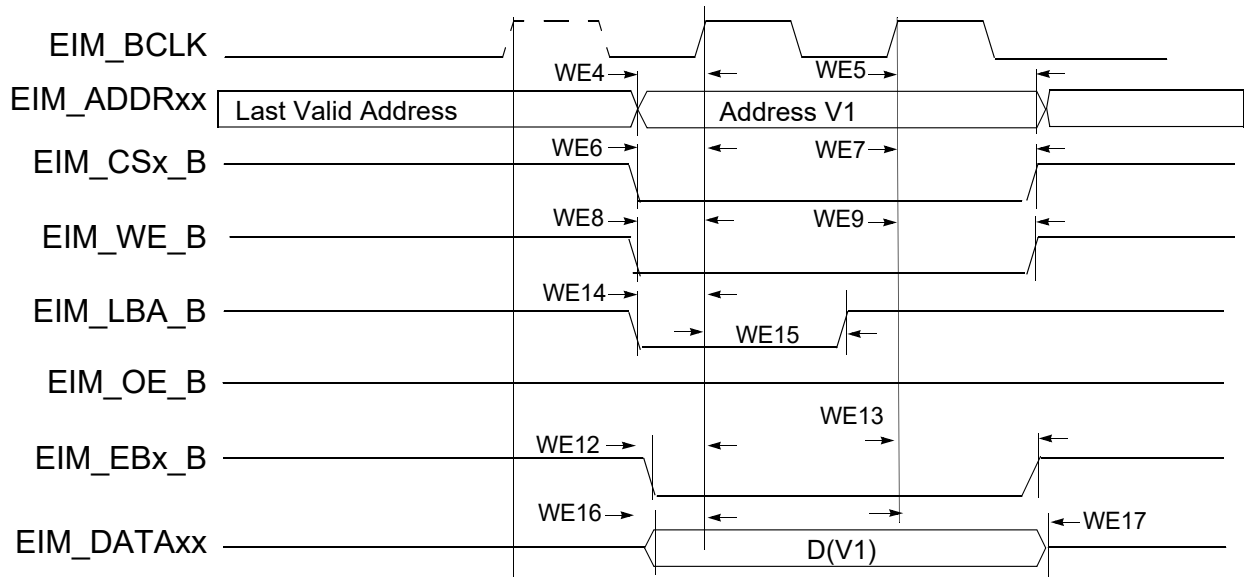 EIM_BCLK
WE4
WE5
EIM_ADDRxx
Last Valid Address
Address V1
WE6
WE7
EIM_CSx_B
WE8
WE9
EIM_WE_B
WE14
EIM_LBA_B
WE15
EIM_OE_B
WE13
WE12
EIM_EBx_B
WE16
WE17
EIM_DATAxx
D(V1)